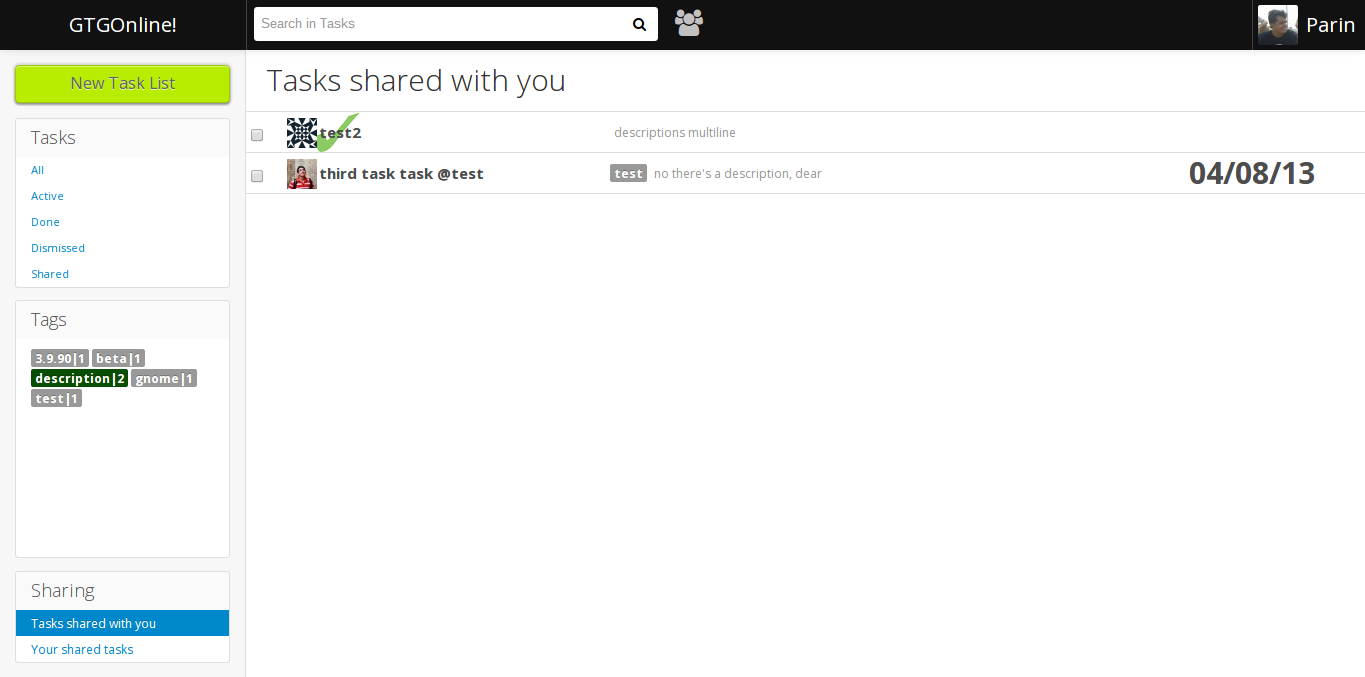 GTGOnline!
Search in Tasks
Parin
New Task List
Tasks
All
Active
Done
Dismissed
Shared
Tags
3.9.90|1 beta|1
description|2 gnome|1
test|1
Sharing
Tasks shared with you
Your shared tasks
Tasks shared with you
test2 descriptions multiline
third task task @test test no there's a description, dear 04/08/13